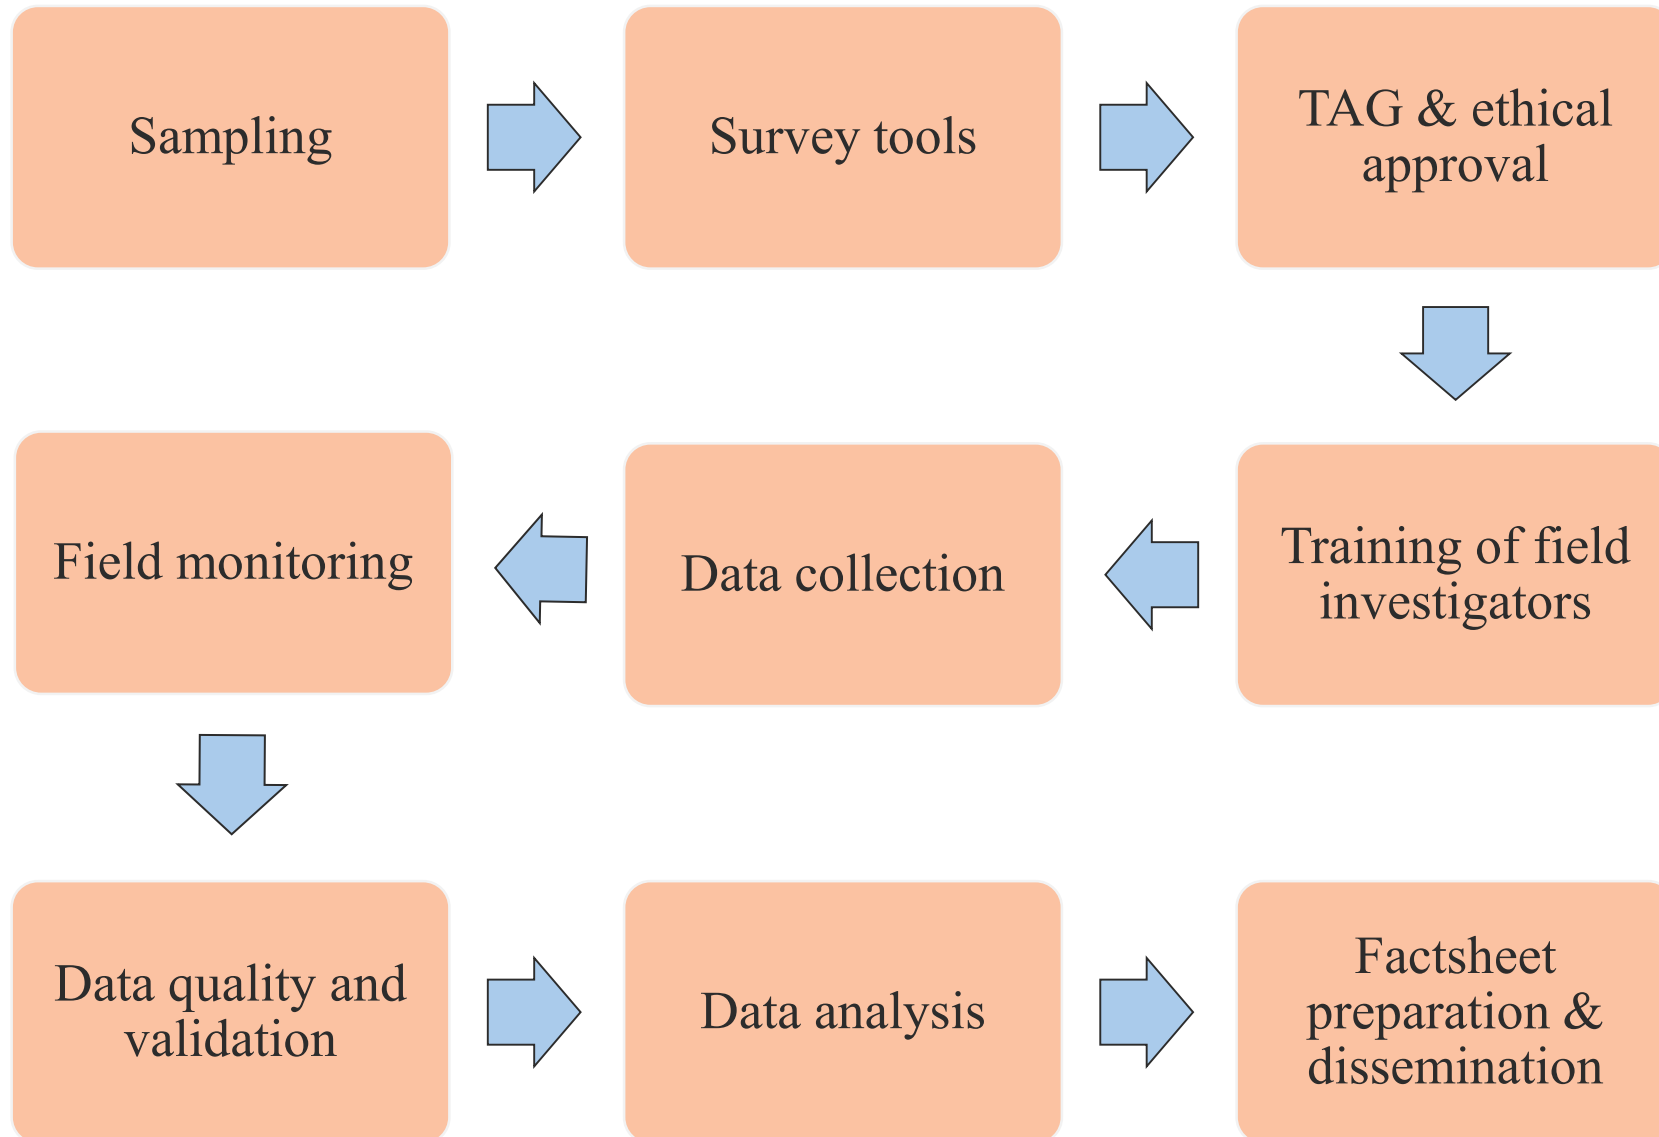 Sampling
Survey tools
TAG & ethical
approval
Training of field
investigators
Data collection
Field monitoring
Data quality and
validation
Data analysis
Factsheet
preparation &
dissemination